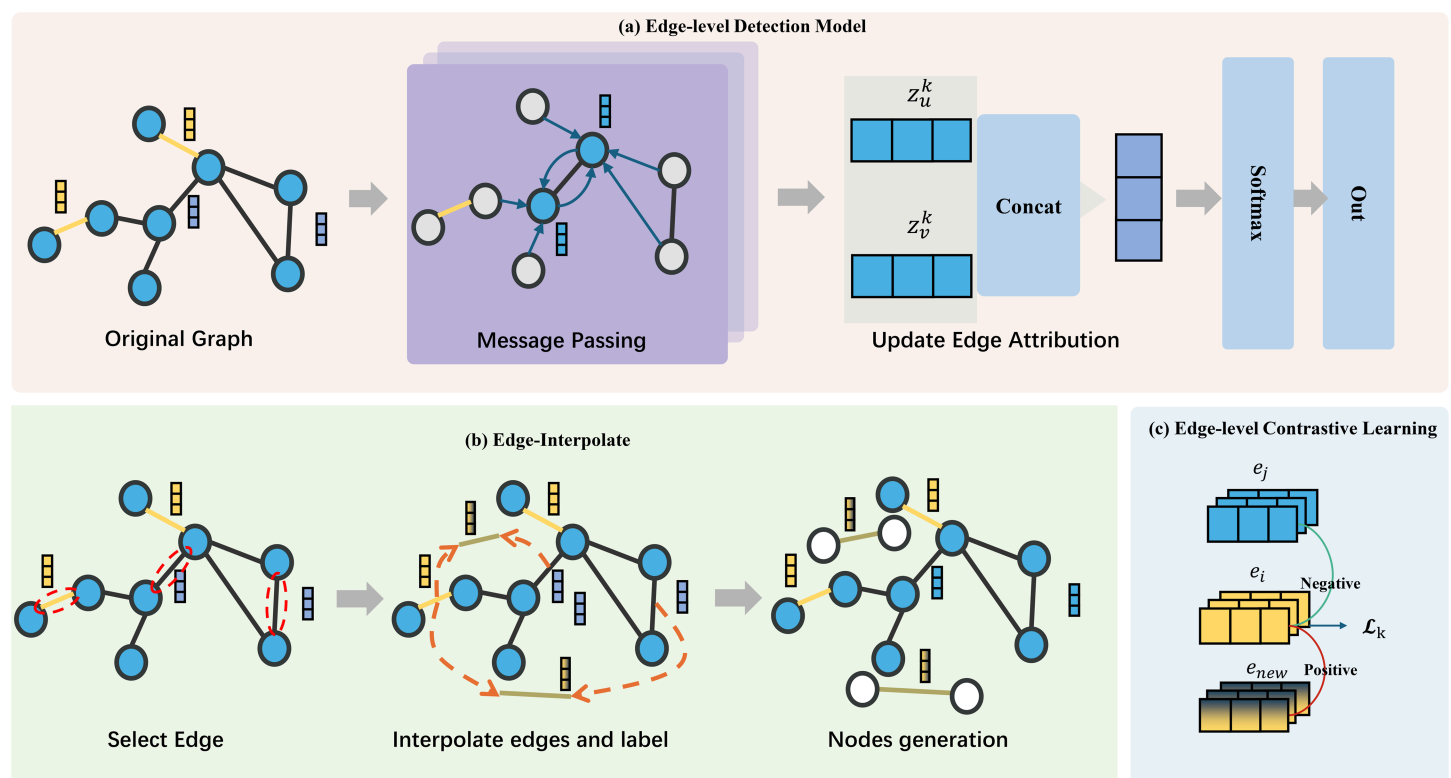 (a) Edge-level Detection Model
Original Graph
Message Passing
z_u^k
z_v^k
Concat
Update Edge Attribution
Softmax
Out
(b) Edge-Interpolate
Select Edge
Interpolate edges and label
Nodes generation
(c) Edge-level Contrastive Learning
e_j
e_i
Negative
ℒ_k
e_new
Positive